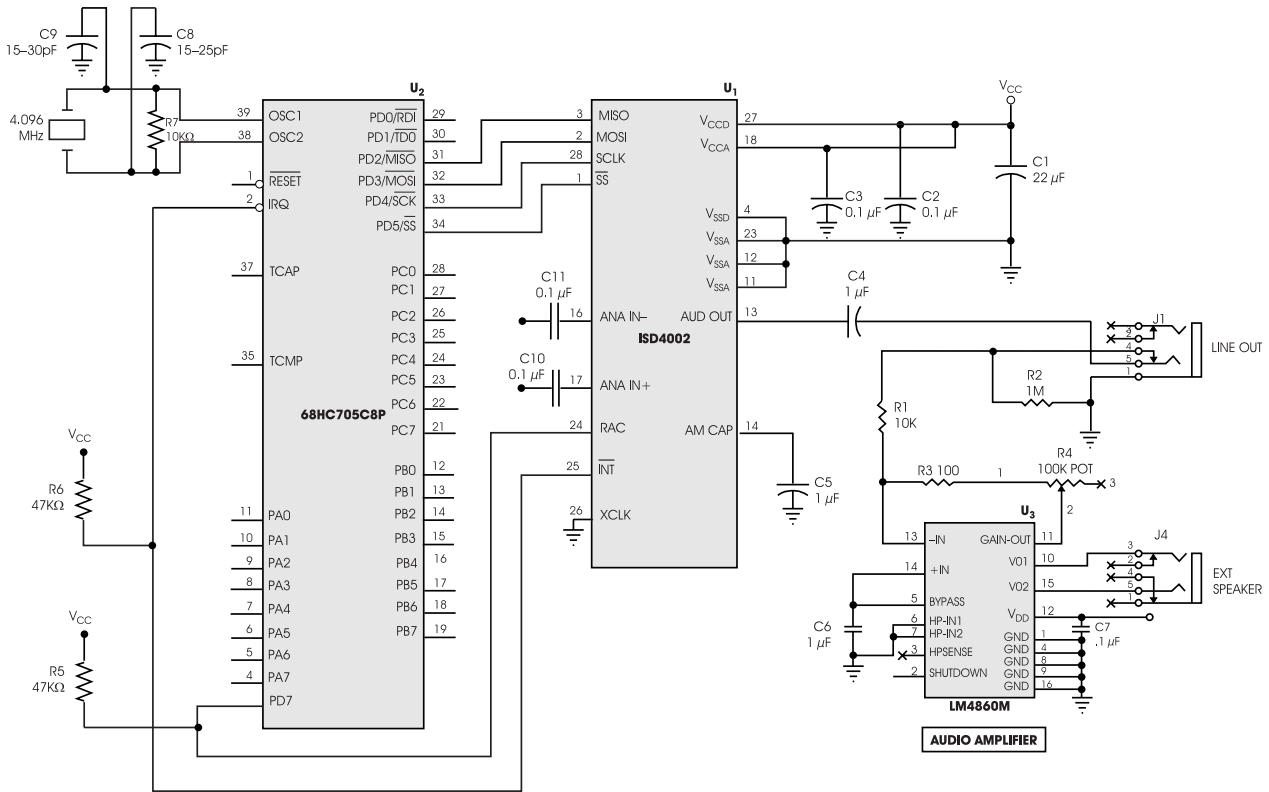 C9
15–30pF
C8
15–25pF
4.096
MHz
R7
10KΩ
U2
39
OSC1
38
OSC2
1
RESET
2
IRQ
37
TCAP
35
TCMP
68HC705C8P
11
PA0
10
PA1
9
PA2
8
PA3
7
PA4
6
PA5
5
PA6
4
PA7
PD7
PD0/RDI
29
PD1/TD0
30
PD2/MISO
31
PD3/MOSI
32
PD4/SCK
33
PD5/SS
34
PC0
28
PC1
27
PC2
26
PC3
25
PC4
24
PC5
23
PC6
22
PC7
21
PB0
12
PB1
13
PB2
14
PB3
15
PB4
16
PB5
17
PB6
18
PB7
19
VCC
R6
47KΩ
VCC
R5
47KΩ
U1
3
MISO
2
MOSI
28
SCLK
1
SS
C11
0.1 µF
16
ANA IN–
ISD4002
C10
0.1 µF
17
ANA IN+
24
RAC
25
INT
26
XCLK
VCCD
27
VCCA
18
VSSD
4
VSSA
23
VSSA
12
VSSA
11
AUD OUT
13
AM CAP
14
VCC
C1
22 µF
C3
0.1 µF
C2
0.1 µF
C4
1 µF
C5
1 µF
J1
3
2
4
5
1
LINE OUT
R2
1M
R1
10K
R3 100
1
R4
100K POT
3
2
U3
13
–IN
14
+IN
5
BYPASS
6
HP-IN1
7
HP-IN2
3
HPSENSE
2
SHUTDOWN
GAIN-OUT
11
V01
10
V02
15
VDD
12
GND
1
GND
4
GND
8
GND
9
GND
16
LM4860M
C6
1 µF
C7
.1 µF
J4
3
2
4
5
1
EXT
SPEAKER
AUDIO AMPLIFIER